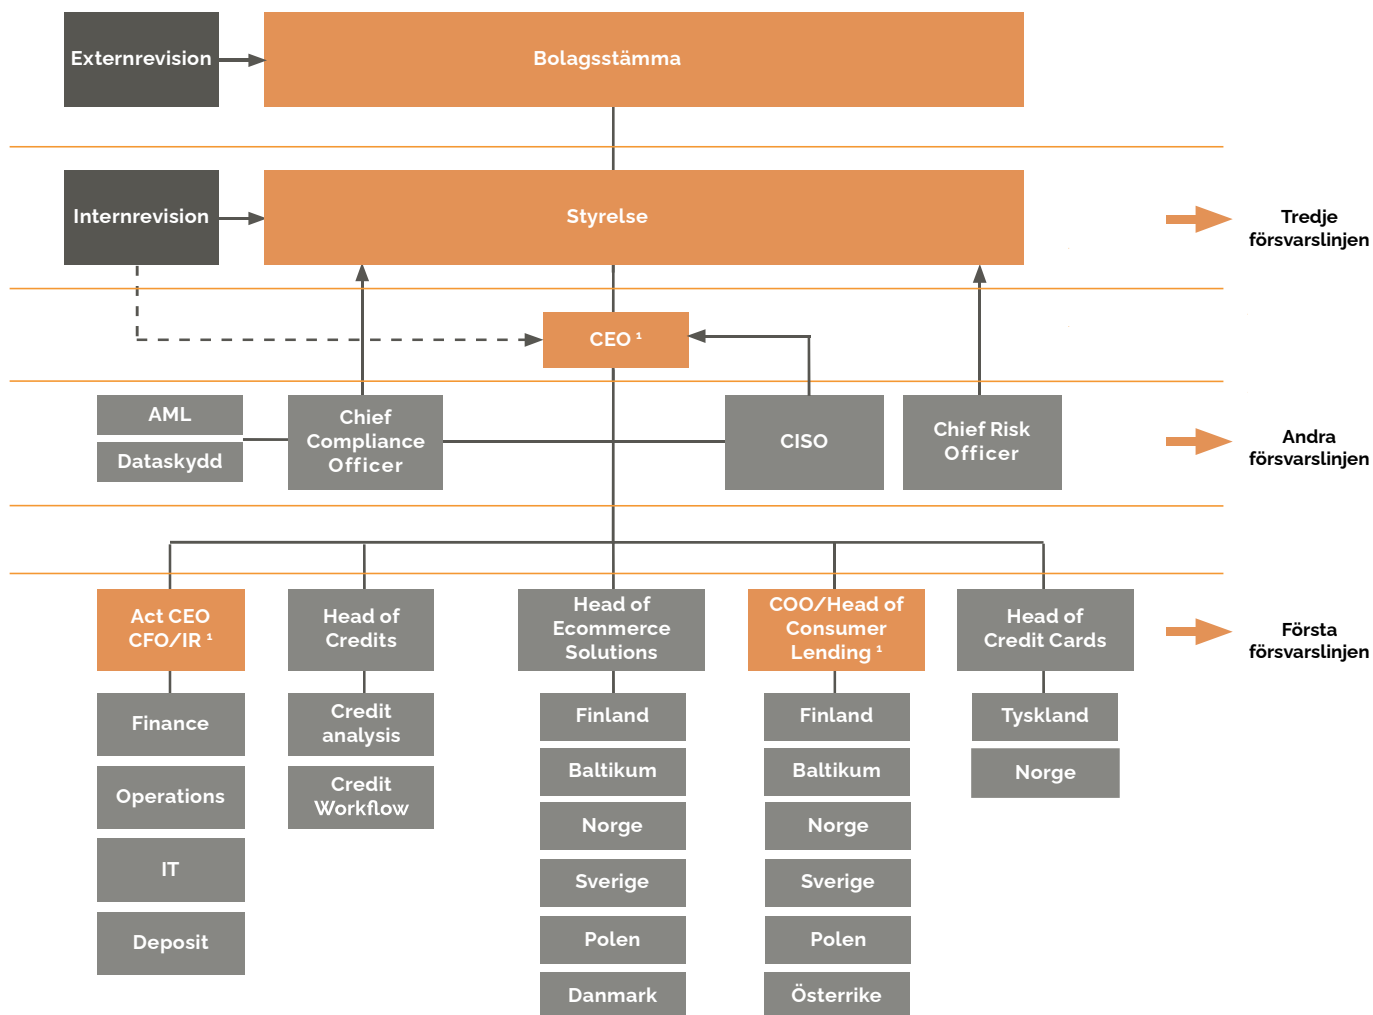 Externrevision
Bolagsstämma
Internrevision
Styrelse
Tredje
försvarslinjen
CEO ¹
AML
Dataskydd
Chief
Compliance
Officer
CISO
Chief Risk
Officer
Andra
försvarslinjen
Act CEO
CFO/IR ¹
Head of
Credits
Head of
Ecommerce
Solutions
COO/Head of
Consumer
Lending ¹
Head of
Credit Cards
Första
försvarslinjen
Finance
Operations
IT
Deposit
Credit
analysis
Credit
Workflow
Finland
Baltikum
Norge
Sverige
Polen
Danmark
Finland
Baltikum
Norge
Sverige
Polen
Österrike
Tyskland
Norge